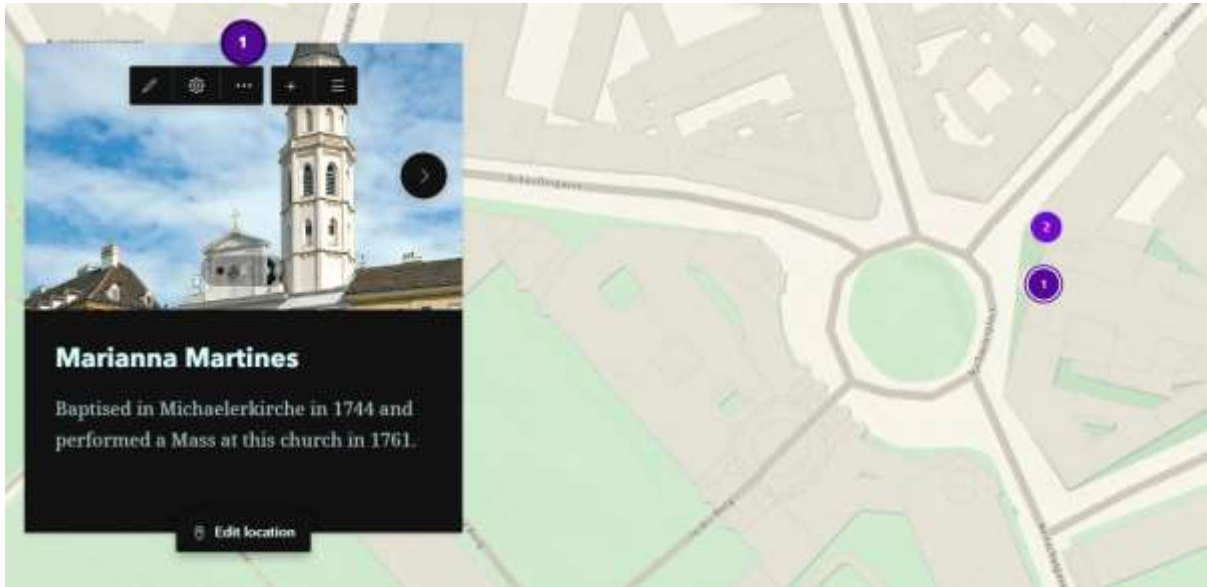 1
Marianna Martines
Baptised in Michaelerkirche in 1744 and
performed a Mass at this church in 1761.
Edit location
Schauflergasse
2
1